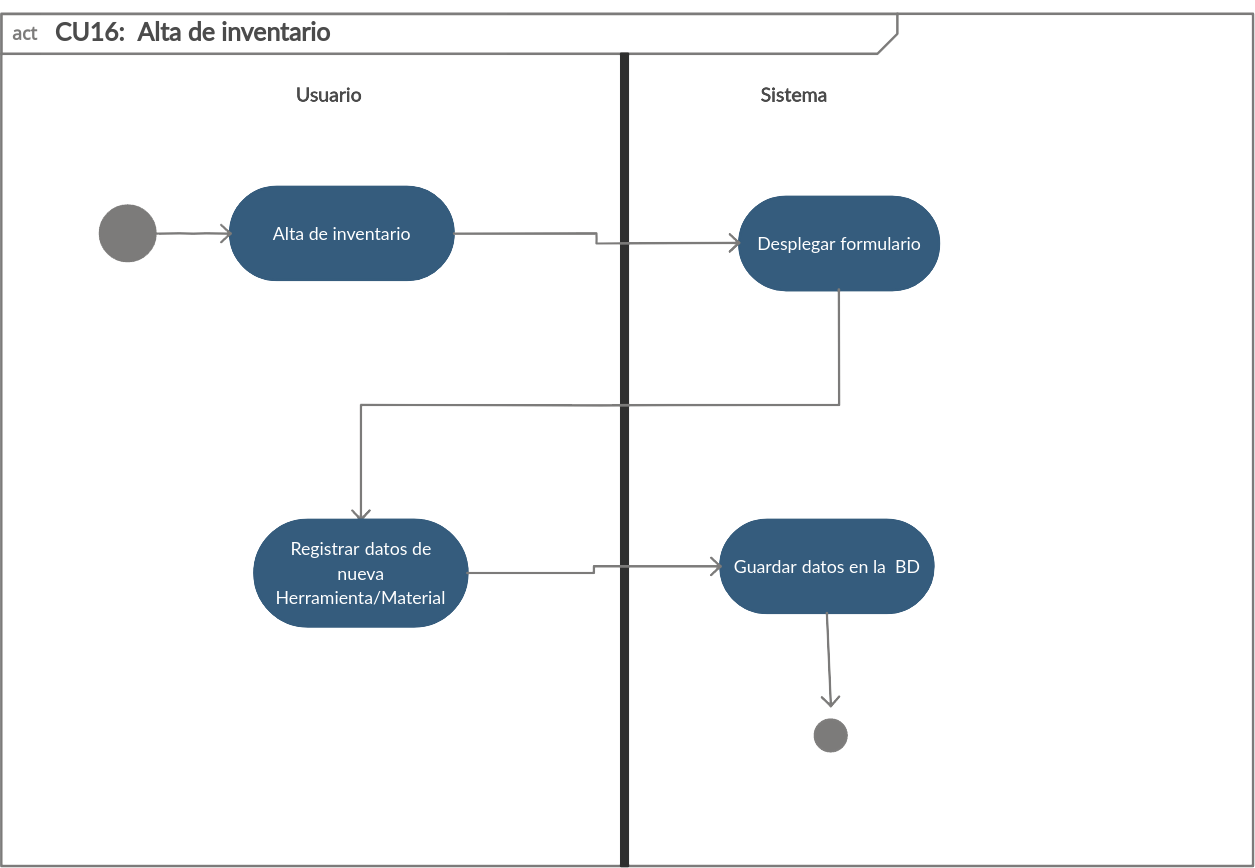 act CU16: Alta de inventario
Usuario
Sistema
Alta de inventario
Desplegar formulario
Registrar datos de
nueva
Herramienta/Material
Guardar datos en la BD